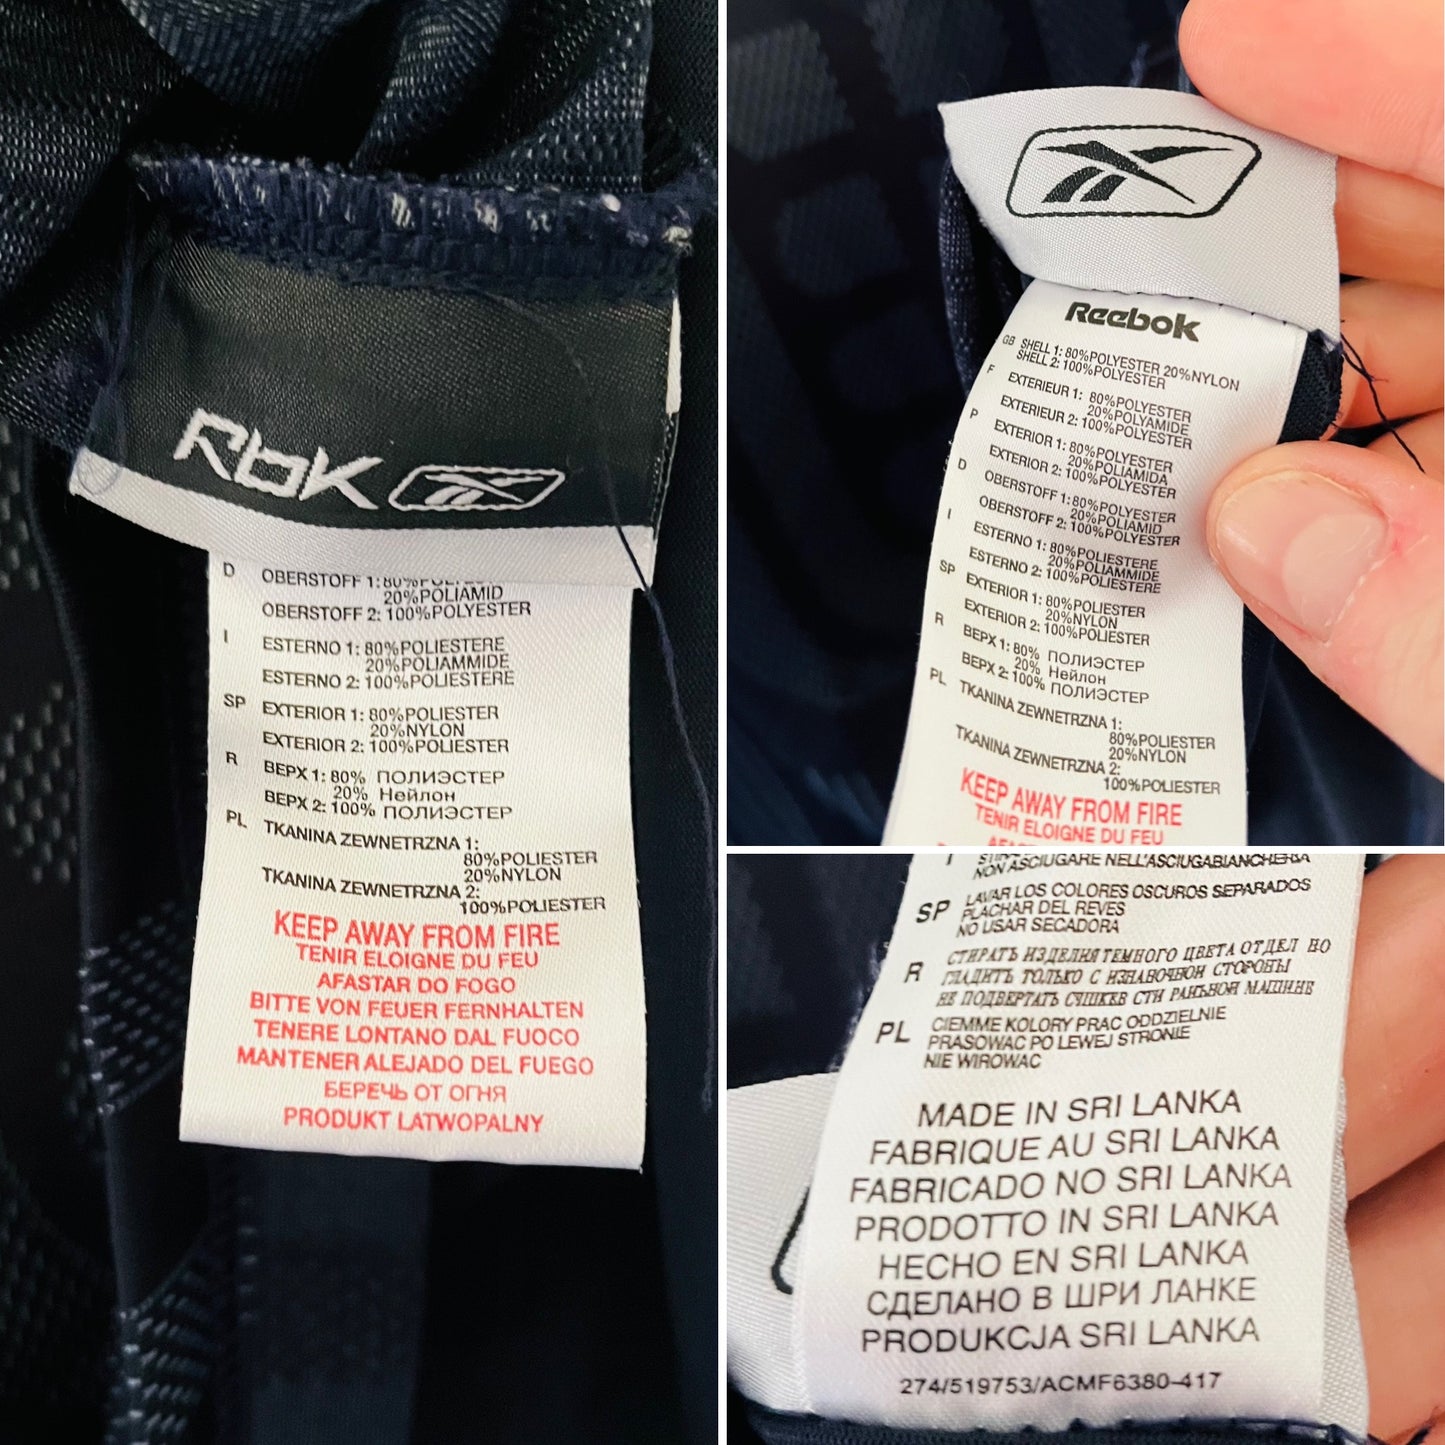 Rbk
D OBERSTOFF 1: 80%POLYESTER
20%POLIAMID
OBERSTOFF 2: 100%POLYESTER
I ESTERNO 1: 80%POLIESTERE
20%POLIAMMIDE
ESTERNO 2: 100%POLIESTERE
SP EXTERIOR 1: 80%POLIESTER
20%NYLON
EXTERIOR 2: 100%POLIESTER
R ВЕРХ 1: 80% ПОЛИЭСТЕР
20% Нейлон
ВЕРХ 2: 100% ПОЛИЭСТЕР
PL TKANINA ZEWNETRZNA 1:
80%POLIESTER
20%NYLON
TKANINA ZEWNETRZNA 2:
100%POLIESTER
KEEP AWAY FROM FIRE
TENIR ELOIGNE DU FEU
AFASTAR DO FOGO
BITTE VON FEUER FERNHALTEN
TENERE LONTANO DAL FUOCO
MANTENER ALEJADO DEL FUEGO
БЕРЕЧЬ ОТ ОГНЯ
PRODUKT LATWOPALNY
Reebok
GB SHELL 1: 80%POLYESTER 20%NYLON
SHELL 2: 100%POLYESTER
F EXTERIEUR 1: 80%POLYESTER
20%POLYAMIDE
EXTERIEUR 2: 100%POLYESTER
P EXTERIOR 1: 80%POLYESTER
20%POLIAMIDA
EXTERIOR 2: 100%POLYESTER
D OBERSTOFF 1: 80%POLYESTER
20%POLIAMID
OBERSTOFF 2: 100%POLYESTER
I ESTERNO 1: 80%POLIESTERE
20%POLIAMMIDE
ESTERNO 2: 100%POLIESTERE
SP EXTERIOR 1: 80%POLIESTER
20%NYLON
EXTERIOR 2: 100%POLIESTER
R ВЕРХ 1: 80% ПОЛИЭСТЕР
20% Нейлон
ВЕРХ 2: 100% ПОЛИЭСТЕР
PL TKANINA ZEWNETRZNA 1:
80%POLIESTER
20%NYLON
TKANINA ZEWNETRZNA 2:
100%POLIESTER
KEEP AWAY FROM FIRE
TENIR ELOIGNE DU FEU
NON ASCIUGARE NELL'ASCIUGABIANCHERIA
SP LAVAR LOS COLORES OSCUROS SEPARADOS
PLACHAR DEL REVES
NO USAR SECADORA
R СТИРАТЬ ИЗДЕЛИЯ ТЕМНОГО ЦВЕТА ОТДЕЛ НО
ГЛАДИТЬ ТОЛЬКО С ИЗНАНОЧНОЙ СТОРОНЫ
НЕ ПОДВЕРГАТЬ МАШИНЕ
PL CIEMME KOLORY PRAC ODDZIELNIE
PRASOWAC PO LEWEJ STRONIE
NIE WIROWAC
MADE IN SRI LANKA
FABRIQUE AU SRI LANKA
FABRICADO NO SRI LANKA
PRODOTTO IN SRI LANKA
HECHO EN SRI LANKA
СДЕЛАНО В ШРИ ЛАНКЕ
PRODUKCJA SRI LANKA
274/519753/ACMF6380-417